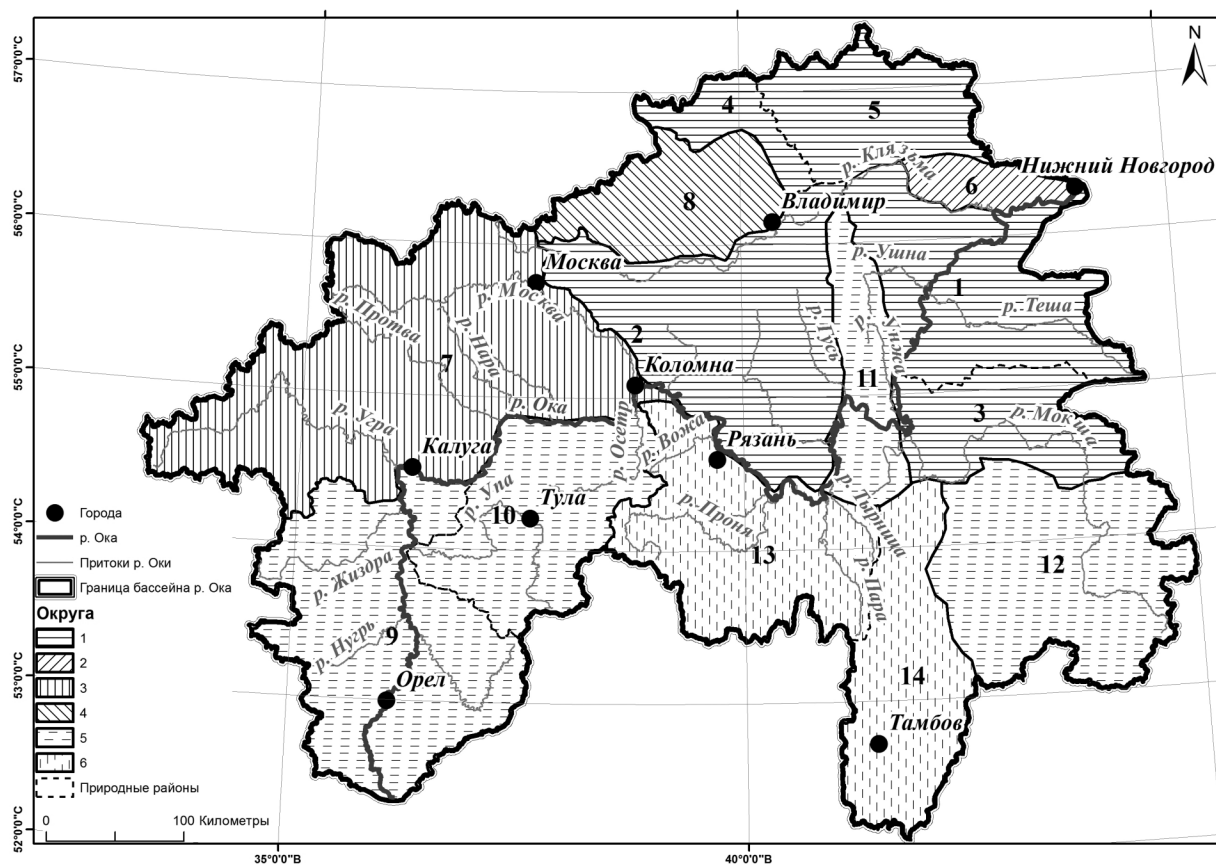 57°0'0"С
56°0'0"С
55°0'0"С
54°0'0"С
53°0'0"С
52°0'0"С
35°0'0"В
40°0'0"В
N
4
5
р. Клязьма
Нижний Новгород
6
8
Владимир
Москва
р. Москва
р. Ушна
1
р. Теша
р. Протва
р. Нара
7
2
р. Гусь
р. Унжа
11
Коломна
р. Ока
р. Угра
р. Осетр
р. Вожа
Рязань
3
р. Мокша
Калуга
р. Упа
10
Тула
р. Проня
13
р. Тырница
р. Пара
12
р. Жиздра
р. Нугрь
9
Орел
14
Тамбов
Города
р. Ока
Притоки р. Оки
Граница бассейна р. Ока
Округа
1
2
3
4
5
6
Природные районы
0
100 Километры